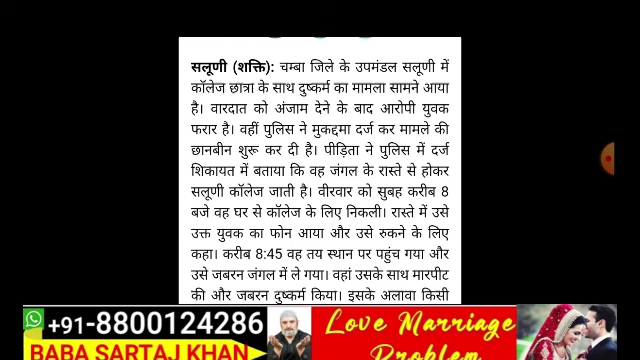 सलूणी (शक्ति): चम्बा जिले के उपमंडल सलूणी में
कॉलेज छात्रा के साथ दुष्कर्म का मामला सामने आया
है। वारदात को अंजाम देने के बाद आरोपी युवक
फरार है। वहीं पुलिस ने मुकद्दमा दर्ज कर मामले की
छानबीन शुरू कर दी है। पीड़िता ने पुलिस में दर्ज
शिकायत में बताया कि वह जंगल के रास्ते से होकर
सलूणी कॉलेज जाती है। वीरवार को सुबह करीब 8
बजे वह घर से कॉलेज के लिए निकली। रास्ते में उसे
उक्त युवक का फोन आया और उसे रुकने के लिए
कहा। करीब 8:45 वह तय स्थान पर पहुंच गया और
उसे जबरन जंगल में ले गया। वहां उसके साथ मारपीट
की और जबरन दुष्कर्म किया। इसके अलावा किसी
+91-8800124286
BABA SARTAJ KHAN
Love Marriage
Problem